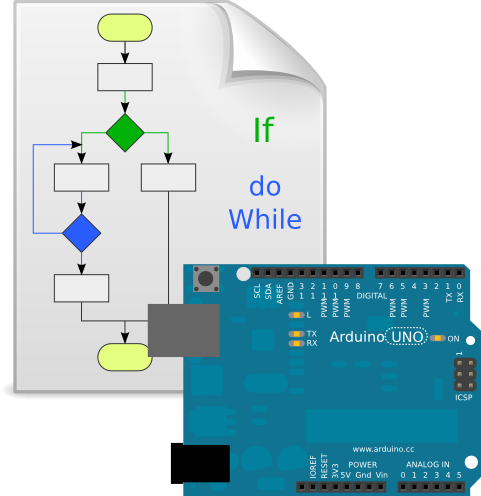 If
do
While
SCL
SDA
AREF
GND
13
12
PWM 11
PWM 10
PWM 9
8
7
PWM 6
PWM 5
4
PWM 3
2
TX 1
RX 0
DIGITAL
L
TX
RX
Arduino UNO
ON
1
ICSP
www.arduino.cc
IOREF
RESET
3V3
5V Gnd Vin
POWER
ANALOG IN
0 1 2 3 4 5